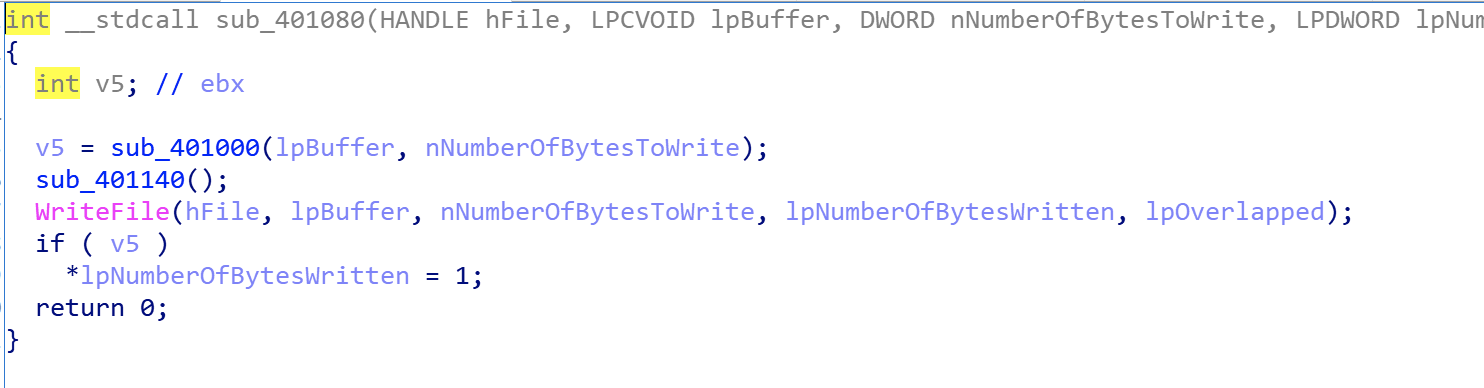 int __stdcall sub_401080(HANDLE hFile, LPCVOID lpBuffer, DWORD nNumberOfBytesToWrite, LPDWORD lpNum
{
  int v5; // ebx
  v5 = sub_401000(lpBuffer, nNumberOfBytesToWrite);
  sub_401140();
  WriteFile(hFile, lpBuffer, nNumberOfBytesToWrite, lpNumberOfBytesWritten, lpOverlapped);
  if ( v5 )
    *lpNumberOfBytesWritten = 1;
  return 0;
}